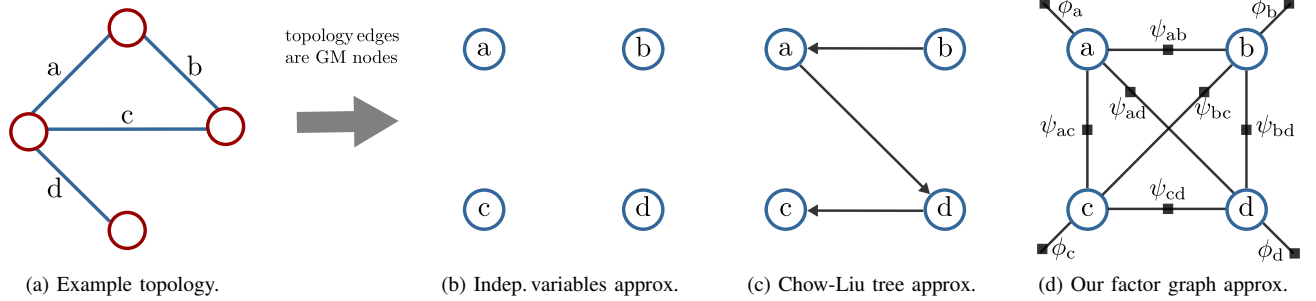 a
b
c
d
topology edges
are GM nodes
a
b
c
d
a
b
c
d
ϕa
ϕb
ψab
a
b
ψad
ψbc
ψac
ψbd
ψcd
c
d
ϕc
ϕd
(a) Example topology.
(b) Indep. variables approx.
(c) Chow-Liu tree approx.
(d) Our factor graph approx.